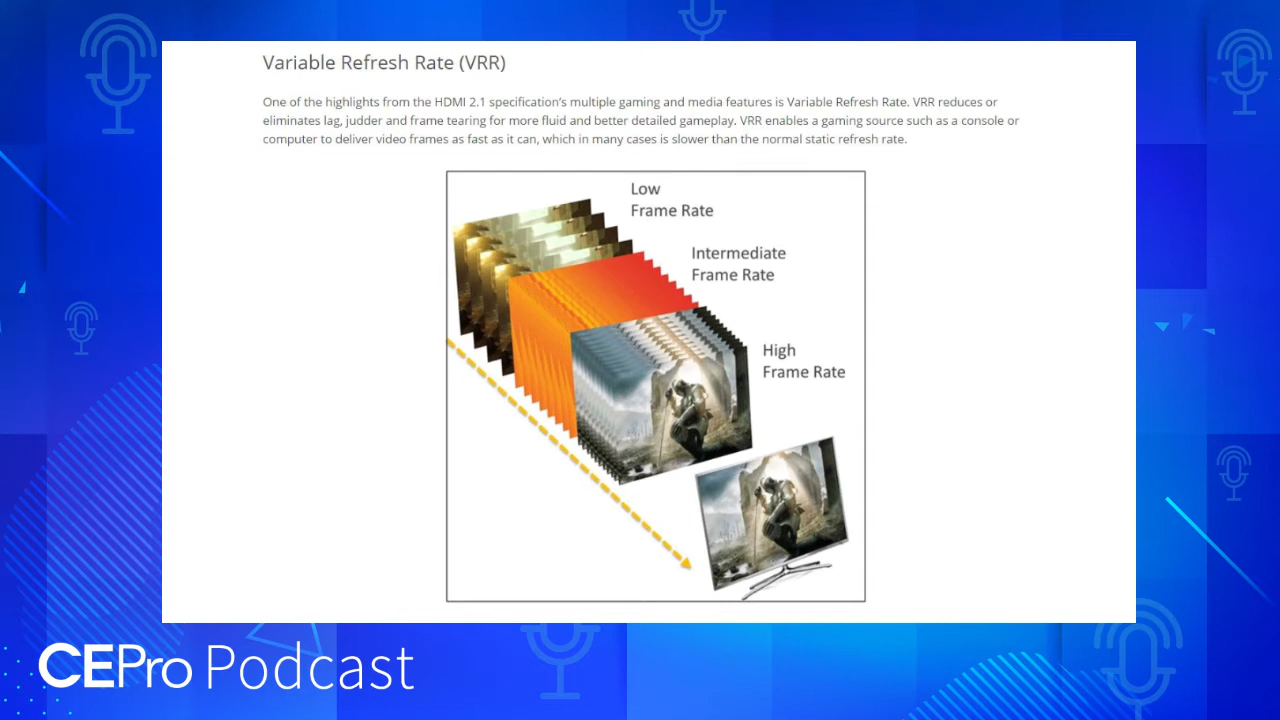 Variable Refresh Rate (VRR)
One of the highlights from the HDMI 2.1 specification's multiple gaming and media features is Variable Refresh Rate. VRR reduces or
eliminates lag, judder and frame tearing for more fluid and better detailed gameplay. VRR enables a gaming source such as a console or
computer to deliver video frames as fast as it can, which in many cases is slower than the normal static refresh rate.
Low
Frame Rate
Intermediate
Frame Rate
High
Frame Rate
CEPro Podcast